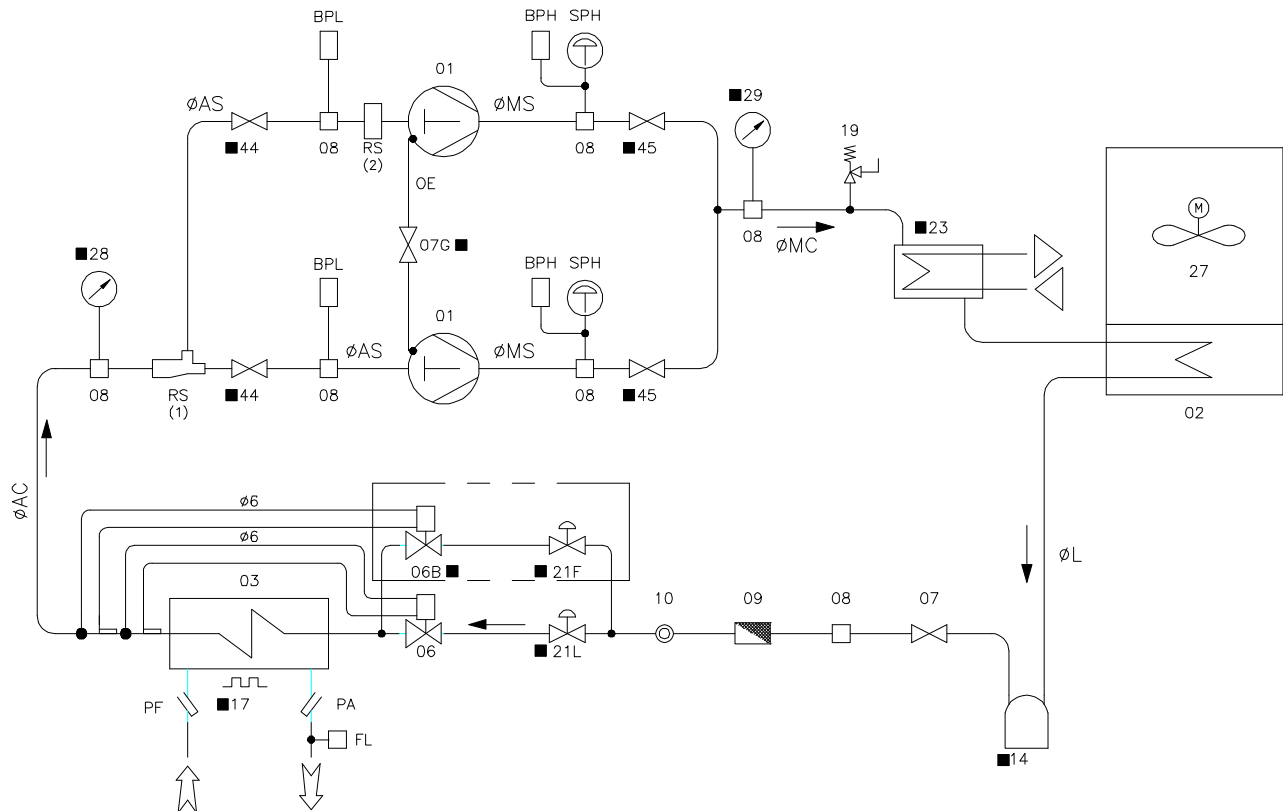 BPL
BPH
SPH
01
ØAS
ØMS
■29
■44
08
RS
(2)
08
■45
19
OE
■28
07G■
08
ØMC
■23
M
27
BPL
BPH
SPH
01
ØAS
ØMS
08
RS
(1)
■44
08
08
■45
02
ØAC
ø6
ø6
06B■
■21F
ØL
03
10
09
08
07
06
■21L
PF
■17
PA
FL
■14